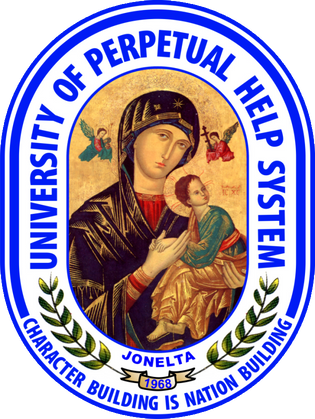 UNIVERSITY OF PERPETUAL HELP SYSTEM
JONELTA
1968
CHARACTER BUILDING IS NATION BUILDING